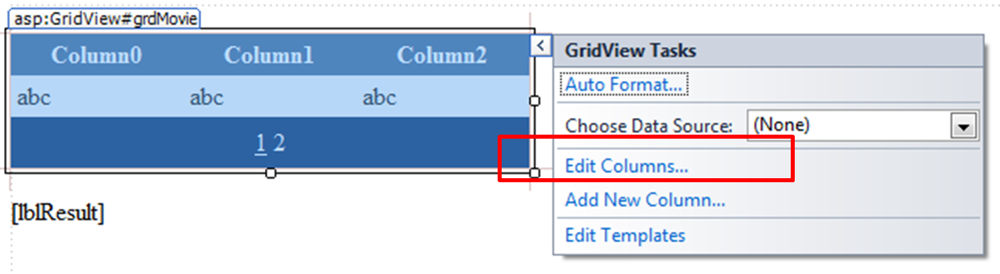 asp:GridView#grdMovie
Column0 Column1 Column2
abc abc abc
1 2
[lblResult]
GridView Tasks
Auto Format...
Choose Data Source: (None)
Edit Columns...
Add New Column...
Edit Templates